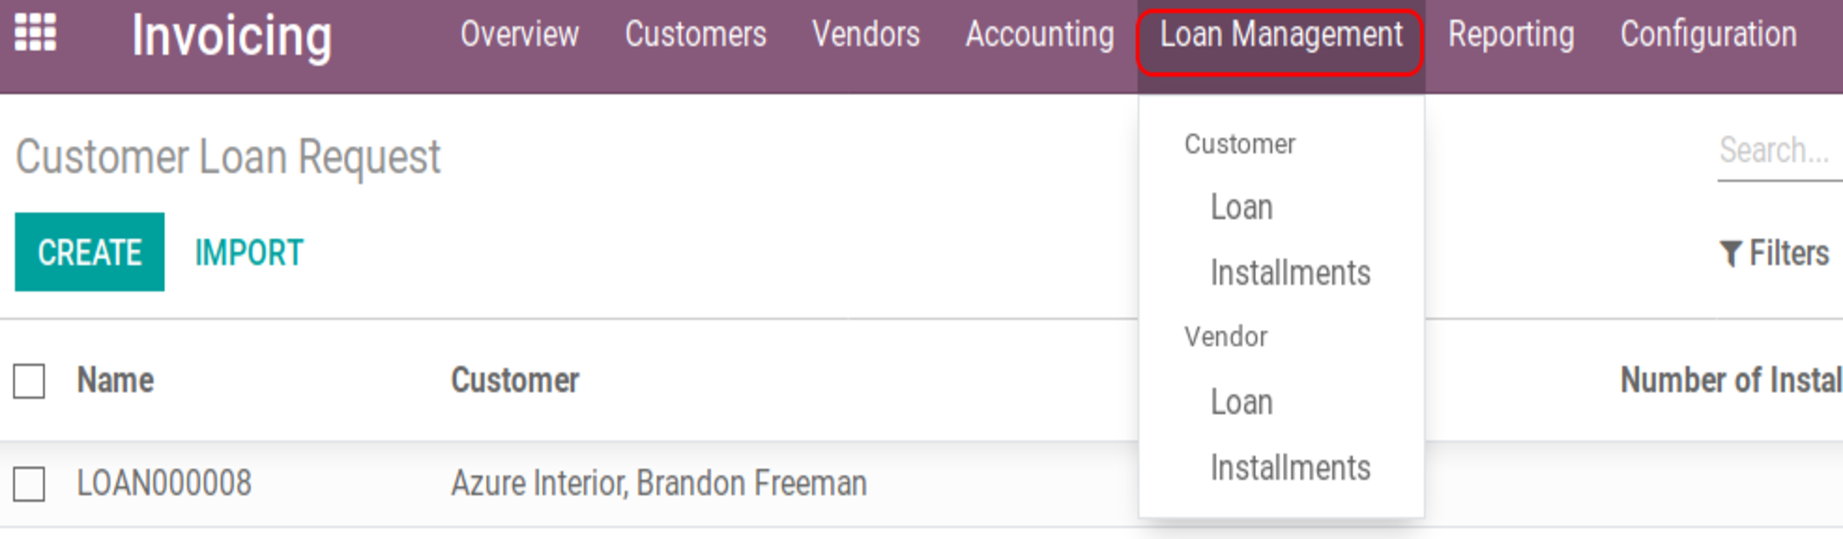 Invoicing Overview Customers Vendors Accounting Loan Management Reporting Configuration
Customer Loan Request
Search...
CREATE IMPORT
Filters
Customer
Loan
Installments
Vendor
Loan
Installments
Name Customer Number of Instal
LOAN000008 Azure Interior, Brandon Freeman